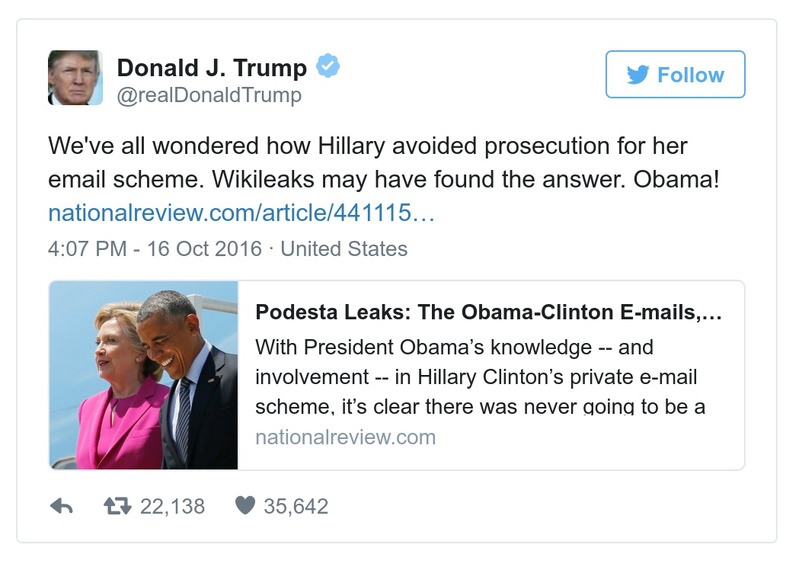 Donald J. Trump
@realDonaldTrump
Follow
We've all wondered how Hillary avoided prosecution for her
email scheme. Wikileaks may have found the answer. Obama!
nationalreview.com/article/441115…
4:07 PM - 16 Oct 2016 · United States
Podesta Leaks: The Obama-Clinton E-mails,…
With President Obama’s knowledge -- and
involvement -- in Hillary Clinton’s private e-mail
scheme, it’s clear there was never going to be a
nationalreview.com
22,138
35,642